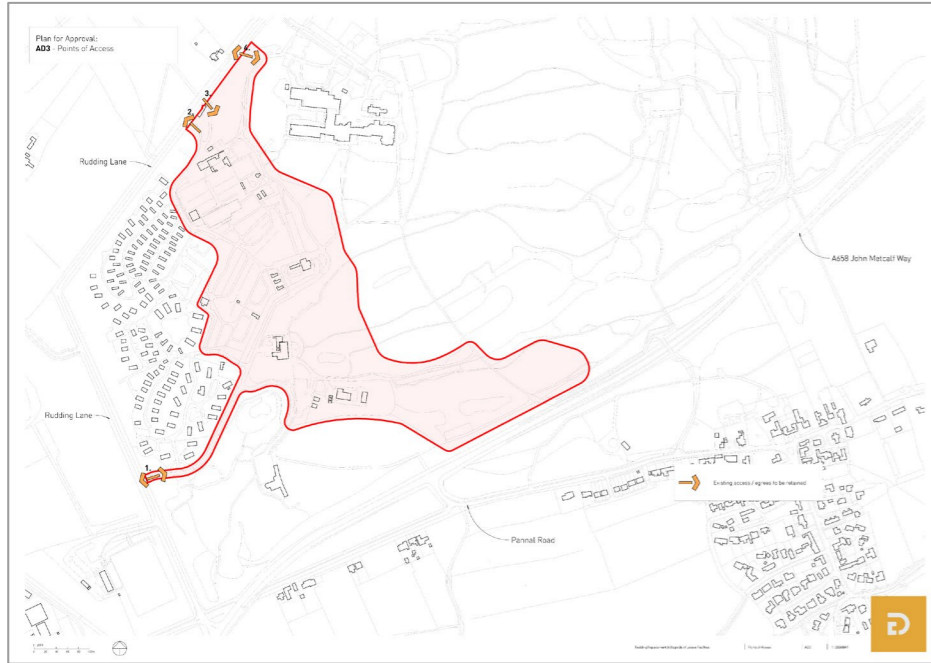 Plan for Approval:
AD3 - Points of Access
4.
3.
2.
Rudding Lane
A658 John Metcalf Way
Rudding Lane
1.
Existing access / egress to be retained
Pannal Road